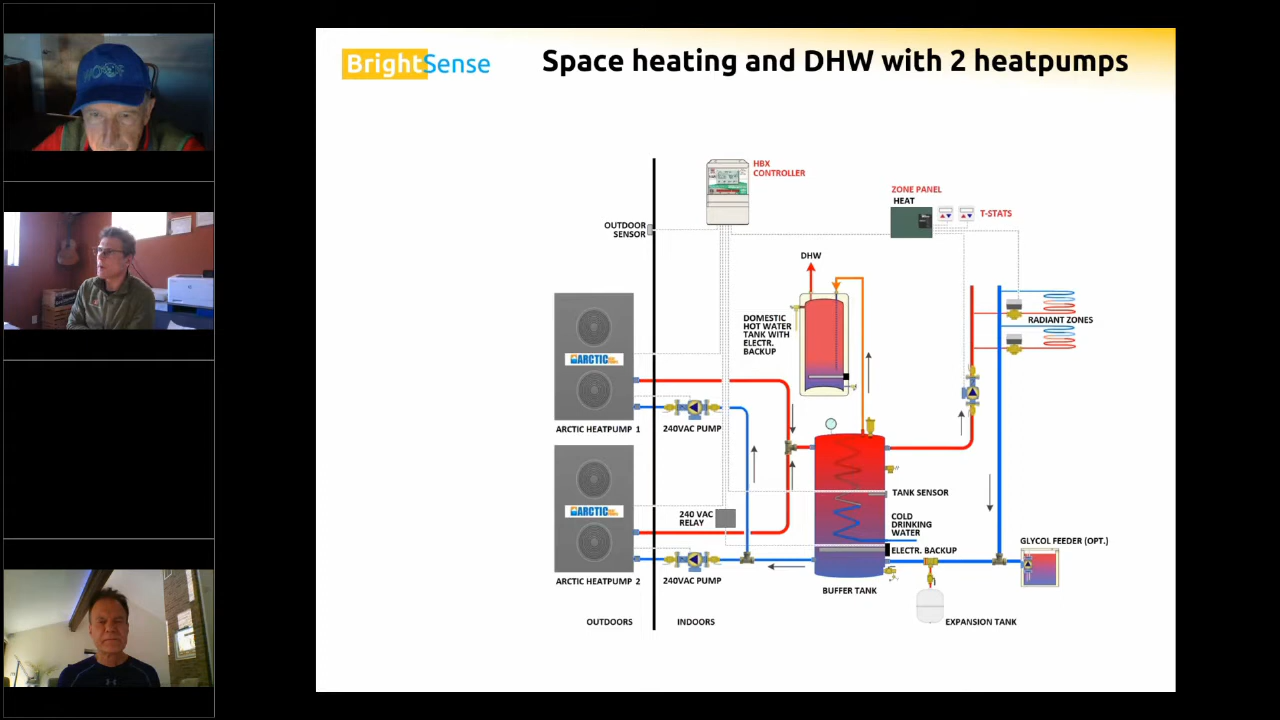 BrightSense
Space heating and DHW with 2 heatpumps
HBX
CONTROLLER
ZONE PANEL
HEAT
T-STATS
OUTDOOR
SENSOR
DHW
DOMESTIC
HOT WATER
TANK WITH
ELECTR.
BACKUP
RADIANT ZONES
ARCTIC
ARCTIC HEATPUMP 1
240VAC PUMP
TANK SENSOR
ARCTIC
240 VAC
RELAY
COLD
DRINKING
WATER
ELECTR. BACKUP
GLYCOL FEEDER (OPT.)
ARCTIC HEATPUMP 2
240VAC PUMP
BUFFER TANK
OUTDOORS
INDOORS
EXPANSION TANK